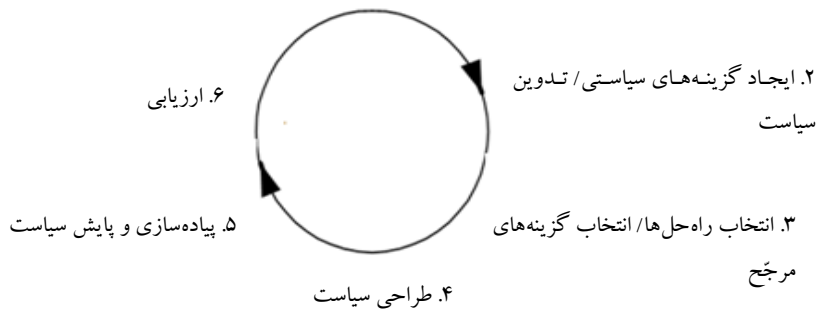 ۲. ایجاد گزینه‌های سیاستی/ تدوین
سیاست
۳. انتخاب راه‌حل‌ها/ انتخاب گزینه‌های
مرجّح
۴. طراحی سیاست
۵. پیاده‌سازی و پایش سیاست
۶. ارزیابی